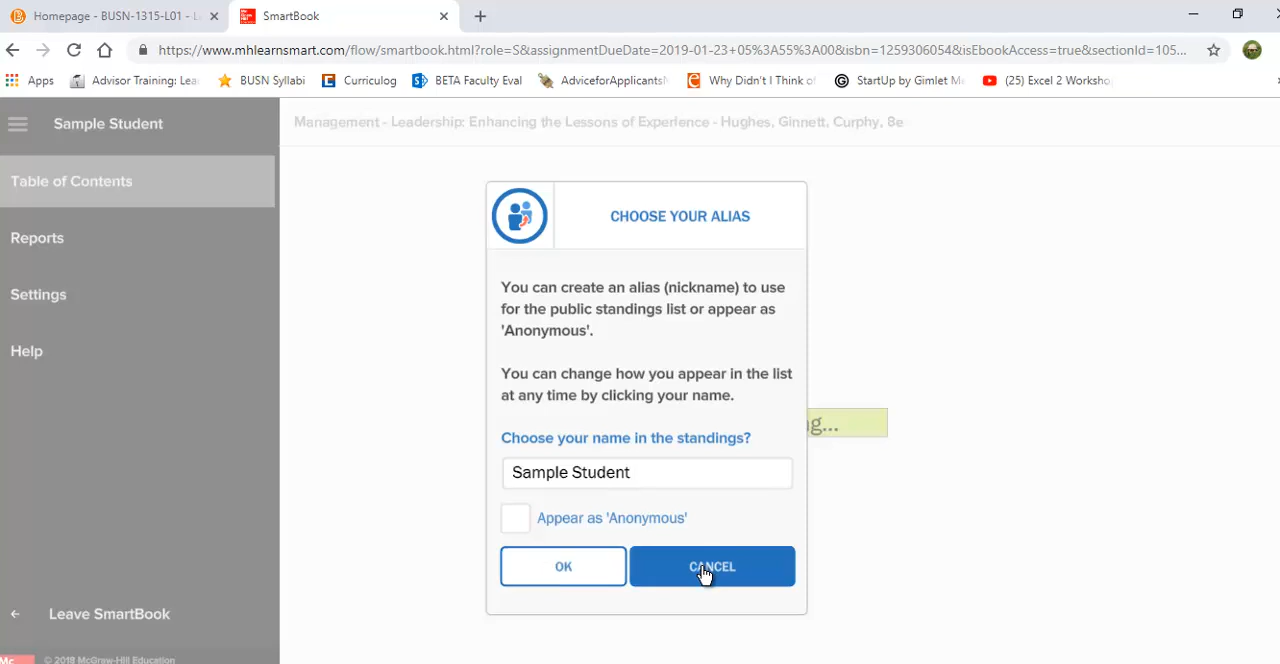 Homepage - BUSN-1315-L01 - L
SmartBook
https://www.mhlearnsmart.com/flow/smartbook.html?role=S&assignmentDueDate=2019-01-23+05%3A55%3A00&isbn=1259306054&isEbookAccess=true&sectionId=105...
Apps
Advisor Training: Lea
BUSN Syllabi
Curriculog
BETA Faculty Eval
AdviceforApplicants
Why Didn't I Think of
StartUp by Gimlet Me
(25) Excel 2 Workshop
Sample Student
Management - Leadership: Enhancing the Lessons of Experience - Hughes, Ginnett, Curphy, 8e
Table of Contents
Reports
Settings
Help
CHOOSE YOUR ALIAS
You can create an alias (nickname) to use
for the public standings list or appear as
'Anonymous'.
You can change how you appear in the list
at any time by clicking your name.
g...
Choose your name in the standings?
Sample Student
Appear as 'Anonymous'
OK
CANCEL
Leave SmartBook
Mc
© 2018 McGraw-Hill Education